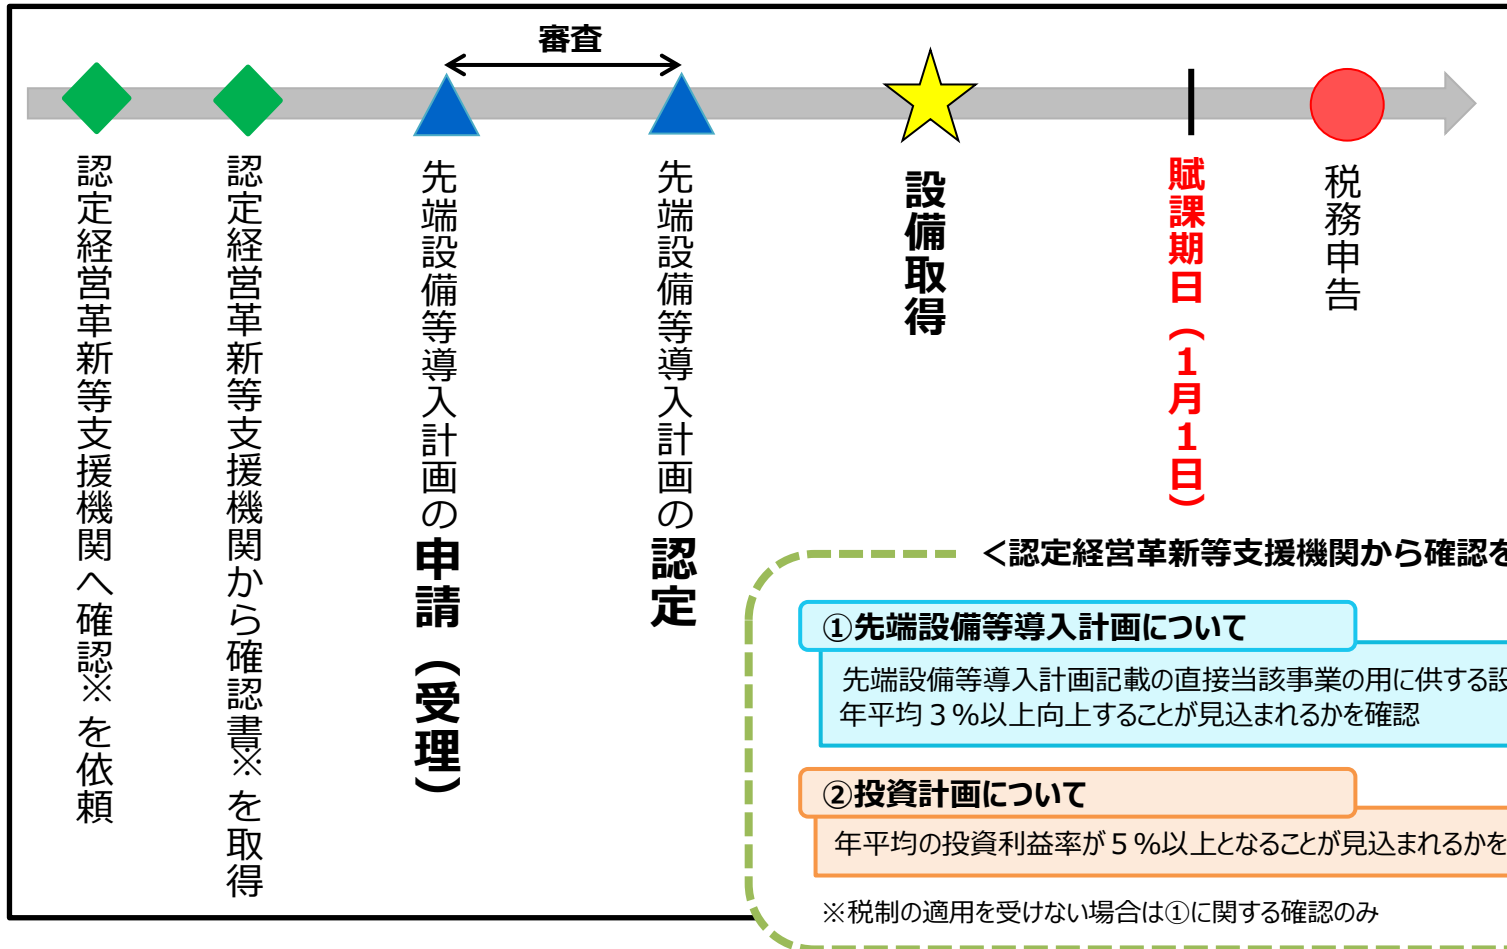 審査
認定経営革新等支援機関へ確認※を依頼
認定経営革新等支援機関から確認書※を取得
先端設備等導入計画の申請（受理）
先端設備等導入計画の認定
設備取得
賦課期日（１月１日）
税務申告
＜認定経営革新等支援機関から確認を
①先端設備等導入計画について
先端設備等導入計画記載の直接当該事業の用に供する設
年平均３％以上向上することが見込まれるかを確認
②投資計画について
年平均の投資利益率が５％以上となることが見込まれるかを
※税制の適用を受けない場合は①に関する確認のみ